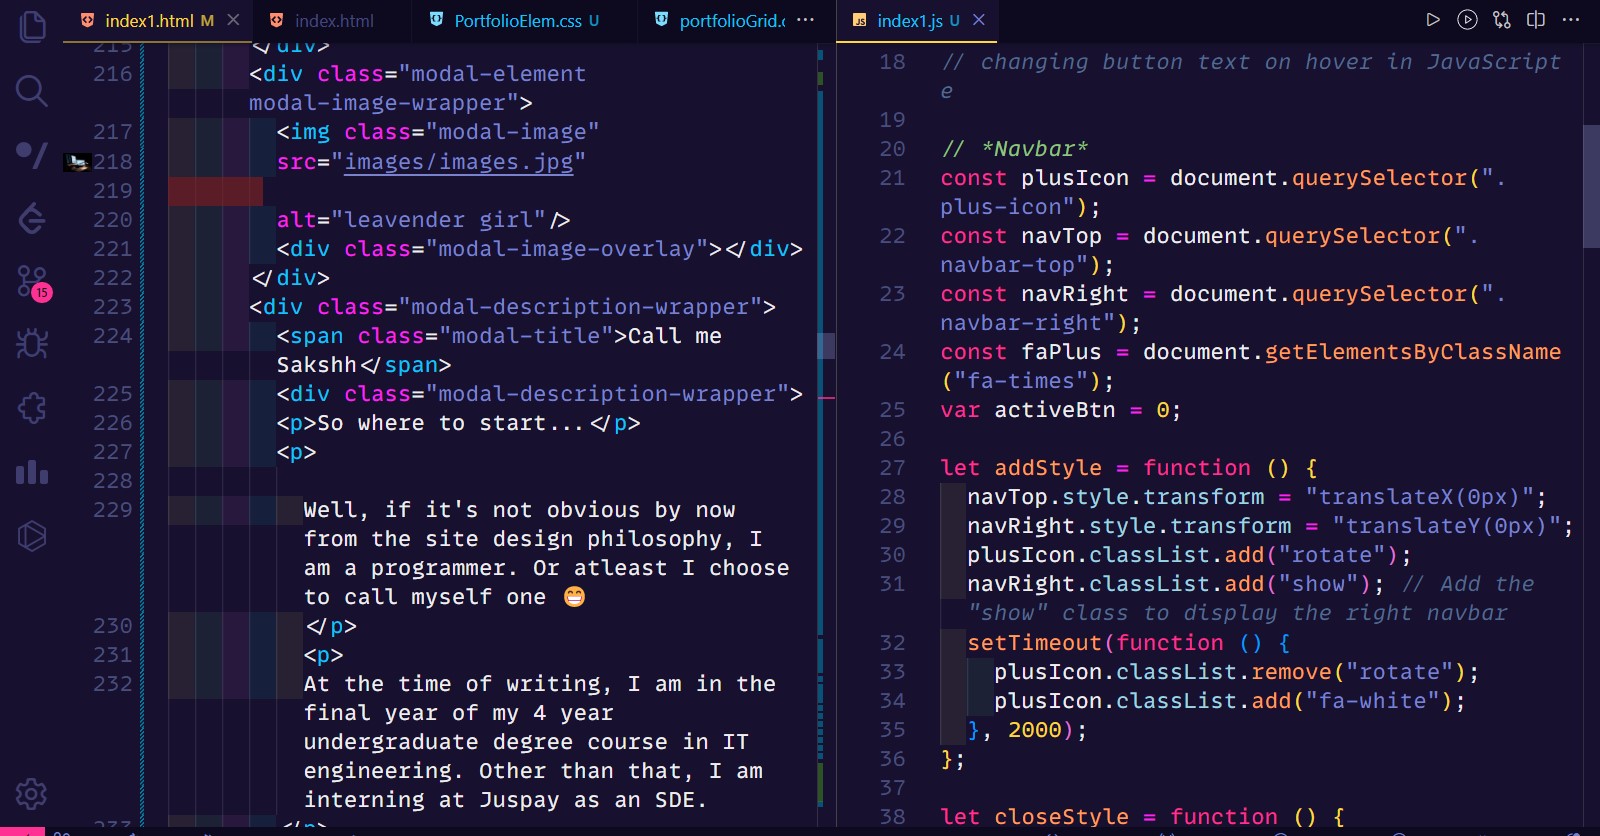 index1.html M
index.html
PortfolioElem.css U
portfolioGrid.c
index1.js U
215 </div>
216 <div class="modal-element
modal-image-wrapper">
217 <img class="modal-image"
218 src="images/images.jpg"
219
220 alt="leavender girl"/>
221 <div class="modal-image-overlay"></div>
222 </div>
223 <div class="modal-description-wrapper">
224 <span class="modal-title">Call me
Sakshh</span>
225 <div class="modal-description-wrapper">
226 <p>So where to start...</p>
227 <p>
228
229 Well, if it's not obvious by now
from the site design philosophy, I
am a programmer. Or atleast I choose
to call myself one 😁
230 </p>
231 <p>
232 At the time of writing, I am in the
final year of my 4 year
undergraduate degree course in IT
engineering. Other than that, I am
interning at Juspay as an SDE.
233 </p>
15
18 // changing button text on hover in JavaScript
e
19
20 // *Navbar*
21 const plusIcon = document.querySelector(".
plus-icon");
22 const navTop = document.querySelector(".
navbar-top");
23 const navRight = document.querySelector(".
navbar-right");
24 const faPlus = document.getElementsByClassName
("fa-times");
25 var activeBtn = 0;
26
27 let addStyle = function () {
28 navTop.style.transform = "translateX(0px)";
29 navRight.style.transform = "translateY(0px)";
30 plusIcon.classList.add("rotate");
31 navRight.classList.add("show"); // Add the
"show" class to display the right navbar
32 setTimeout(function () {
33 plusIcon.classList.remove("rotate");
34 plusIcon.classList.add("fa-white");
35 }, 2000);
36 };
37
38 let closeStyle = function () {